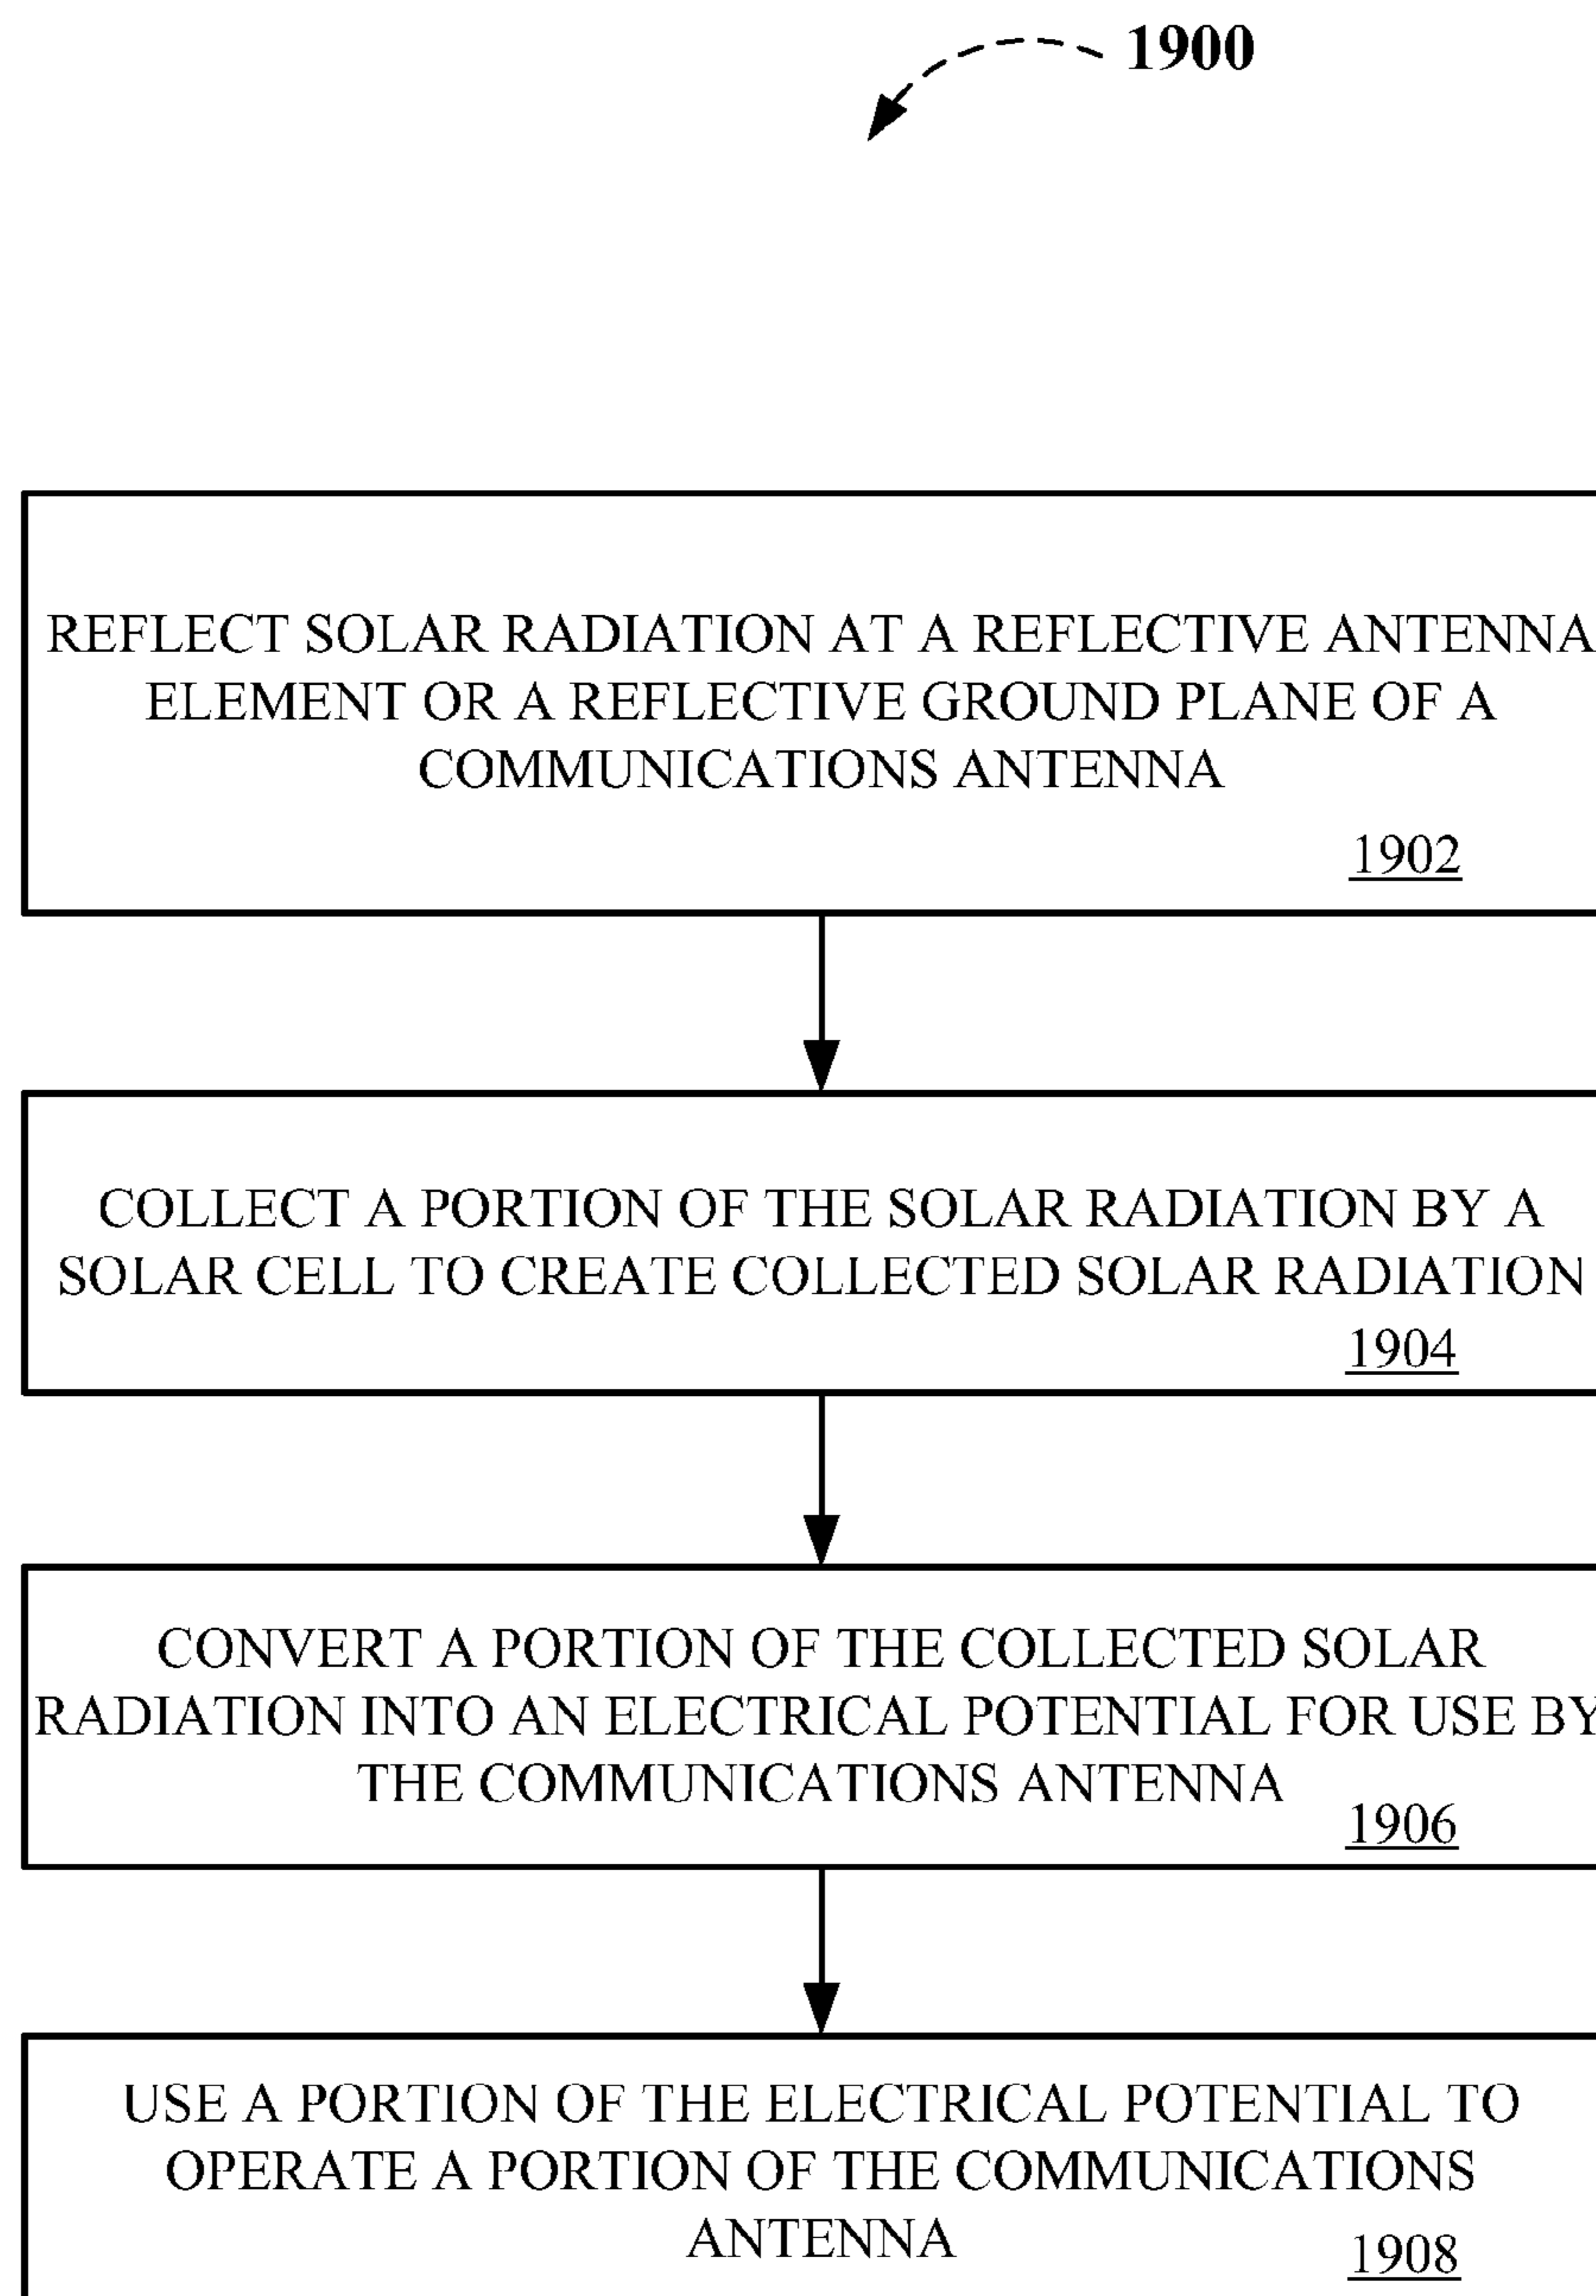 1900
REFLECT SOLAR RADIATION AT A REFLECTIVE ANTENNA
ELEMENT OR A REFLECTIVE GROUND PLANE OF A
COMMUNICATIONS ANTENNA
1902
COLLECT A PORTION OF THE SOLAR RADIATION BY A
SOLAR CELL TO CREATE COLLECTED SOLAR RADIATION
1904
CONVERT A PORTION OF THE COLLECTED SOLAR
RADIATION INTO AN ELECTRICAL POTENTIAL FOR USE BY
THE COMMUNICATIONS ANTENNA
1906
USE A PORTION OF THE ELECTRICAL POTENTIAL TO
OPERATE A PORTION OF THE COMMUNICATIONS
ANTENNA
1908